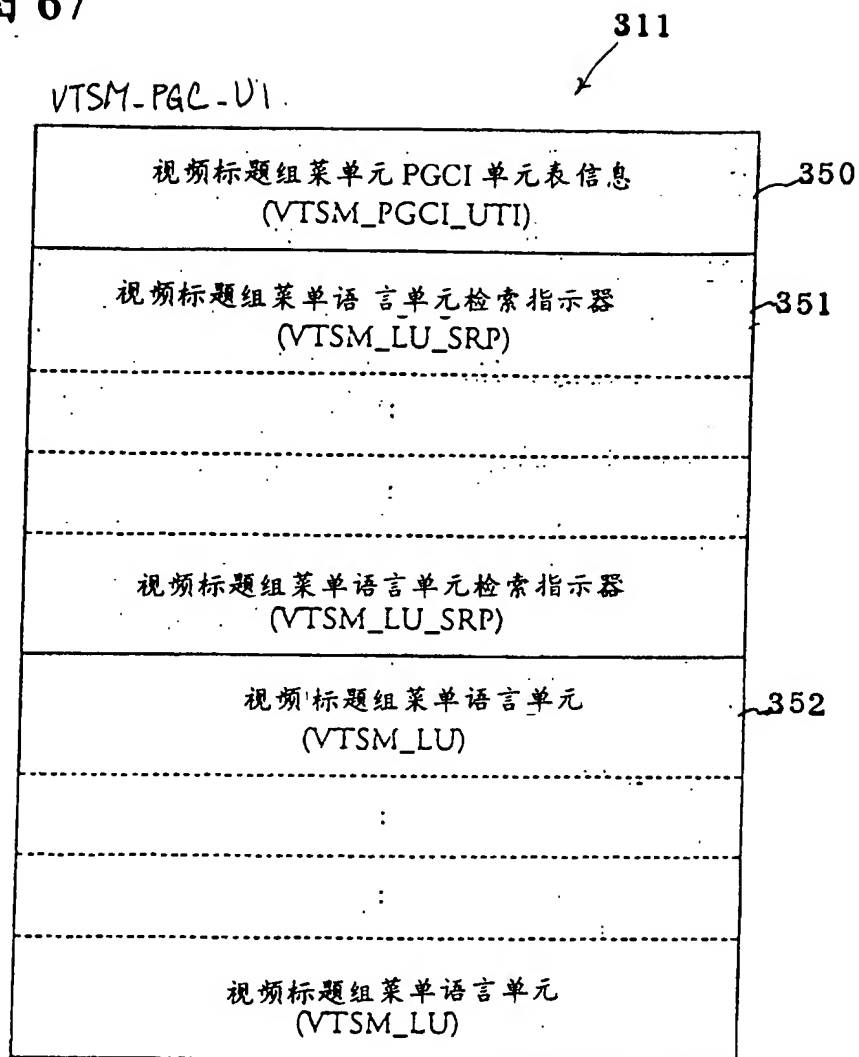 图 67
311
VTSM-PGC-UI.
视频标题组菜单元 PGCI 单元表信息
(VTSM_PGCI_UTI)
350
视频标题组菜单语 言单元检索指示器
(VTSM_LU_SRP)
351
:
:
视频标题组菜单语言单元检索指示器
(VTSM_LU_SRP)
视频标题组菜单语言单元
(VTSM_LU)
352
:
:
视频标题组菜单语言单元
(VTSM_LU)